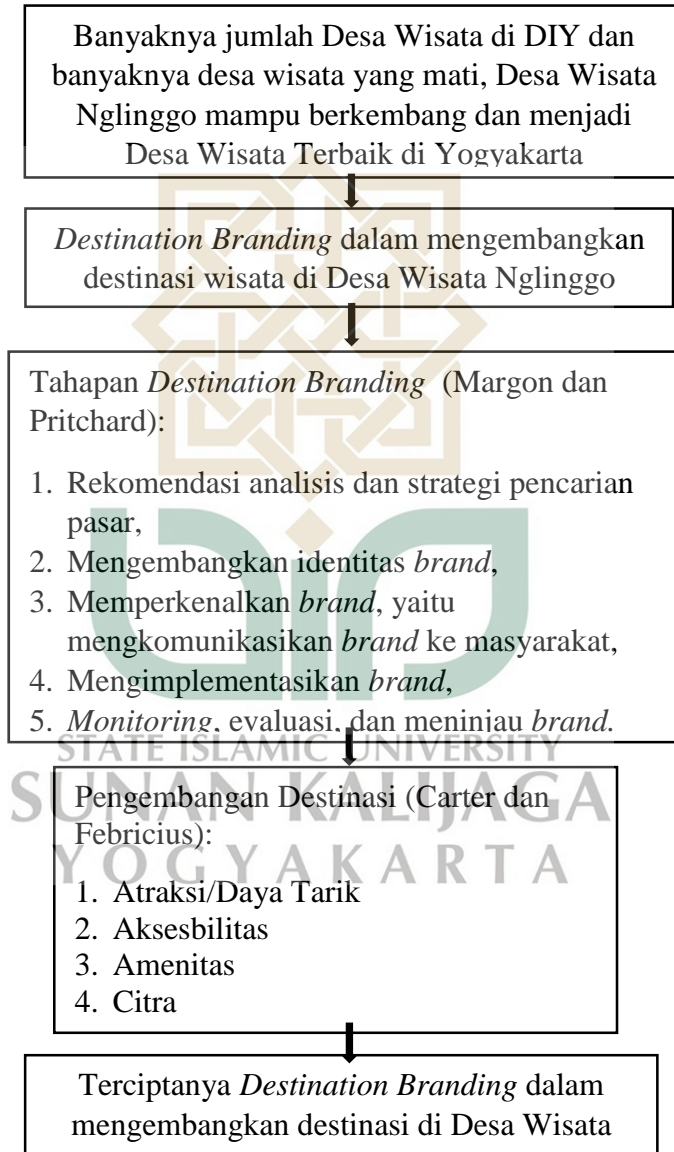 Banyaknya jumlah Desa Wisata di DIY dan
banyaknya desa wisata yang mati, Desa Wisata
Nglinggo mampu berkembang dan menjadi
Desa Wisata Terbaik di Yogyakarta
Destination Branding dalam mengembangkan
destinasi wisata di Desa Wisata Nglinggo
Tahapan Destination Branding (Margon dan
Pritchard):
1. Rekomendasi analisis dan strategi pencarian
pasar,
2. Mengembangkan identitas brand,
3. Memperkenalkan brand, yaitu
mengkomunikasikan brand ke masyarakat,
4. Mengimplementasikan brand,
5. Monitoring, evaluasi, dan meninjau brand.
STATE ISLAMIC UNIVERSITY
SUNAN KALIJAGA
YOGYAKARTA
Pengembangan Destinasi (Carter dan
Febricius):
1. Atraksi/Daya Tarik
2. Aksesbilitas
3. Amenitas
4. Citra
Terciptanya Destination Branding dalam
mengembangkan destinasi di Desa Wisata